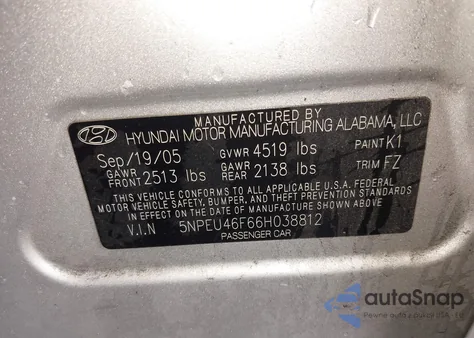 MANUFACTURED BY
HYUNDAI MOTOR MANUFACTURING ALABAMA, LLC
Sep/19/05 GVWR 4519 lbs PAINT K1
GAWR FRONT 2513 lbs GAWR REAR 2138 lbs TRIM FZ
THIS VEHICLE CONFORMS TO ALL APPLICABLE U.S.A FEDERAL
MOTOR VEHICLE SAFETY, BUMPER, AND THEFT PREVENTION
STANDARDS IN EFFECT ON THE DATE OF MANUFACTURE SHOWN ABOVE.
V.I.N 5NPEU46F66H038812
PASSENGER CAR
autoSnap
Pewne auta z